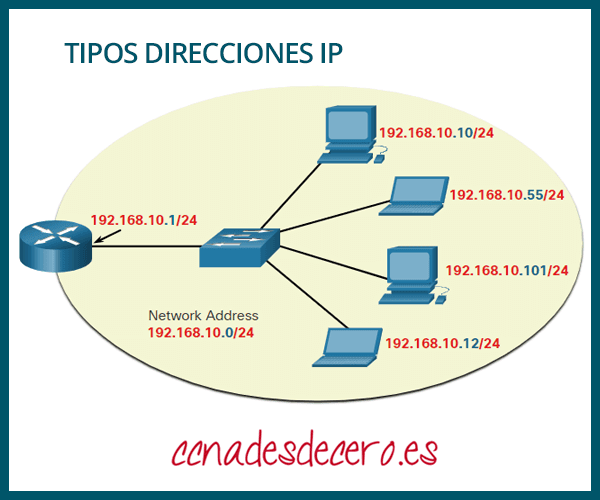 TIPOS DIRECCIONES IP
192.168.10.10/24
192.168.10.55/24
192.168.10.1/24
192.168.10.101/24
Network Address
192.168.10.0/24
192.168.10.12/24
ccnadesdecero.es